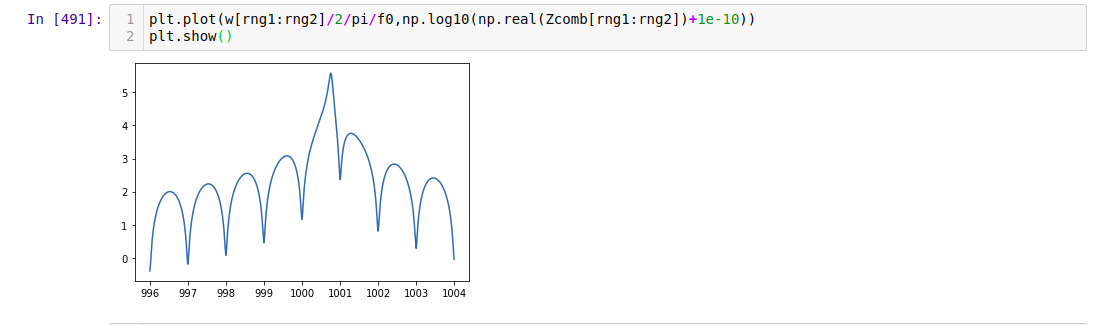 In [491]:
1 plt.plot(w[rng1:rng2]/2/pi/f0,np.log10(np.real(Zcomb[rng1:rng2])+1e-10))
2 plt.show()
5
4
3
2
1
0
996 997 998 999 1000 1001 1002 1003 1004